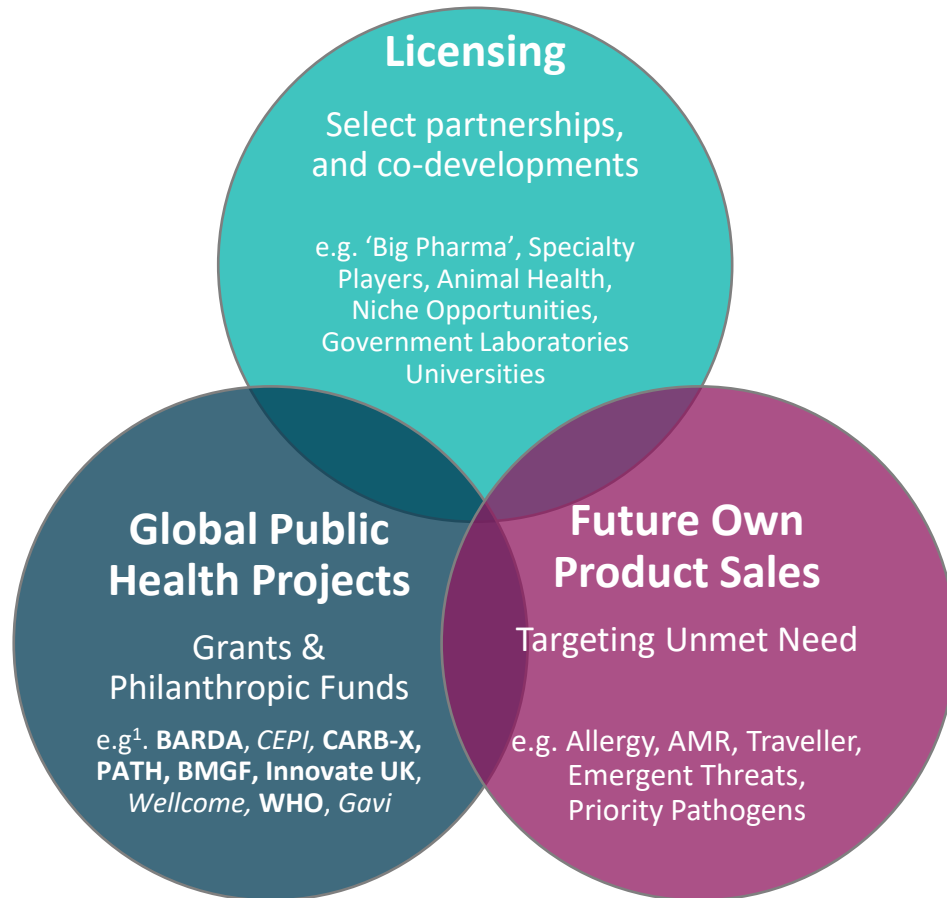 Licensing
Select partnerships,
and co-developments
e.g. ‘Big Pharma’, Specialty
Players, Animal Health,
Niche Opportunities,
Government Laboratories
Universities
Global Public
Health Projects
Grants &
Philanthropic Funds
e.g¹. BARDA, CEPI, CARB-X,
PATH, BMGF, Innovate UK,
Wellcome, WHO, Gavi
Future Own
Product Sales
Targeting Unmet Need
e.g. Allergy, AMR, Traveller,
Emergent Threats,
Priority Pathogens